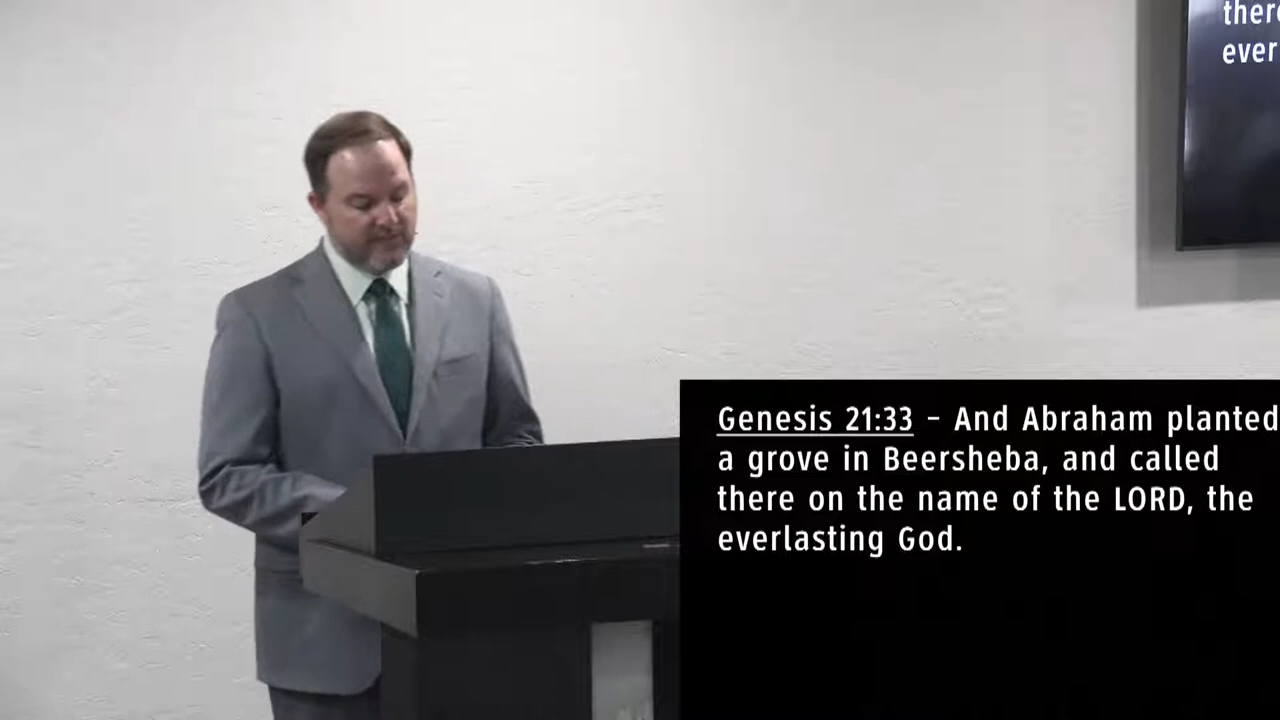 there
ever
Genesis 21:33 – And Abraham planted
a grove in Beersheba, and called
there on the name of the LORD, the
everlasting God.